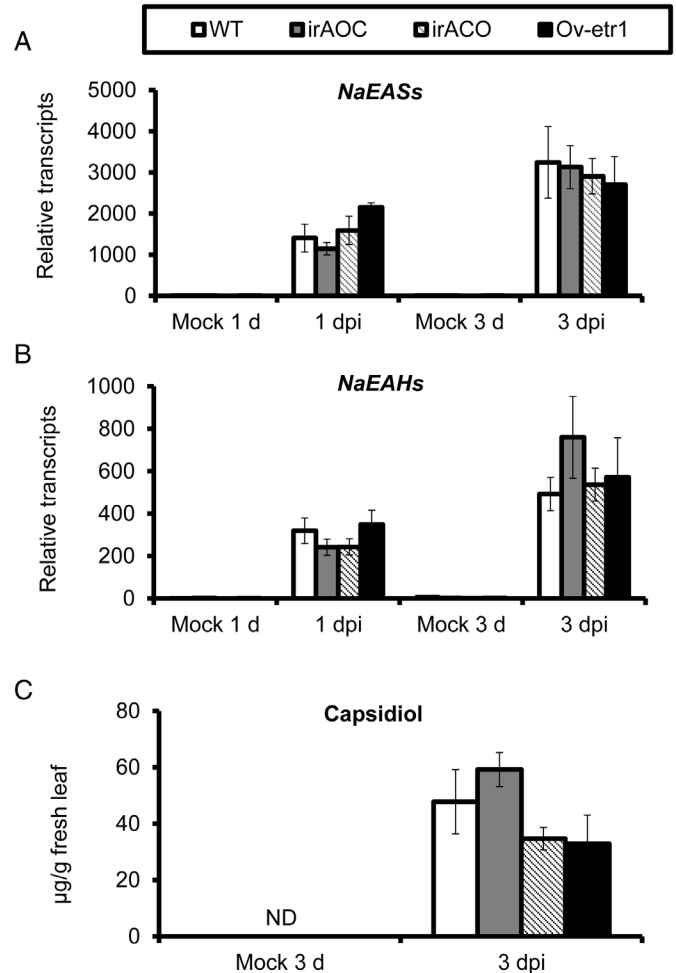 WT irAOC irACO Ov-etr1
A
NaEASs
Relative transcripts
5000
4000
3000
2000
1000
0
Mock 1 d 1 dpi Mock 3 d 3 dpi
B
NaEAHs
Relative transcripts
1000
800
600
400
200
0
Mock 1 d 1 dpi Mock 3 d 3 dpi
C
Capsidiol
µg/g fresh leaf
80
60
40
20
0
ND
Mock 3 d 3 dpi